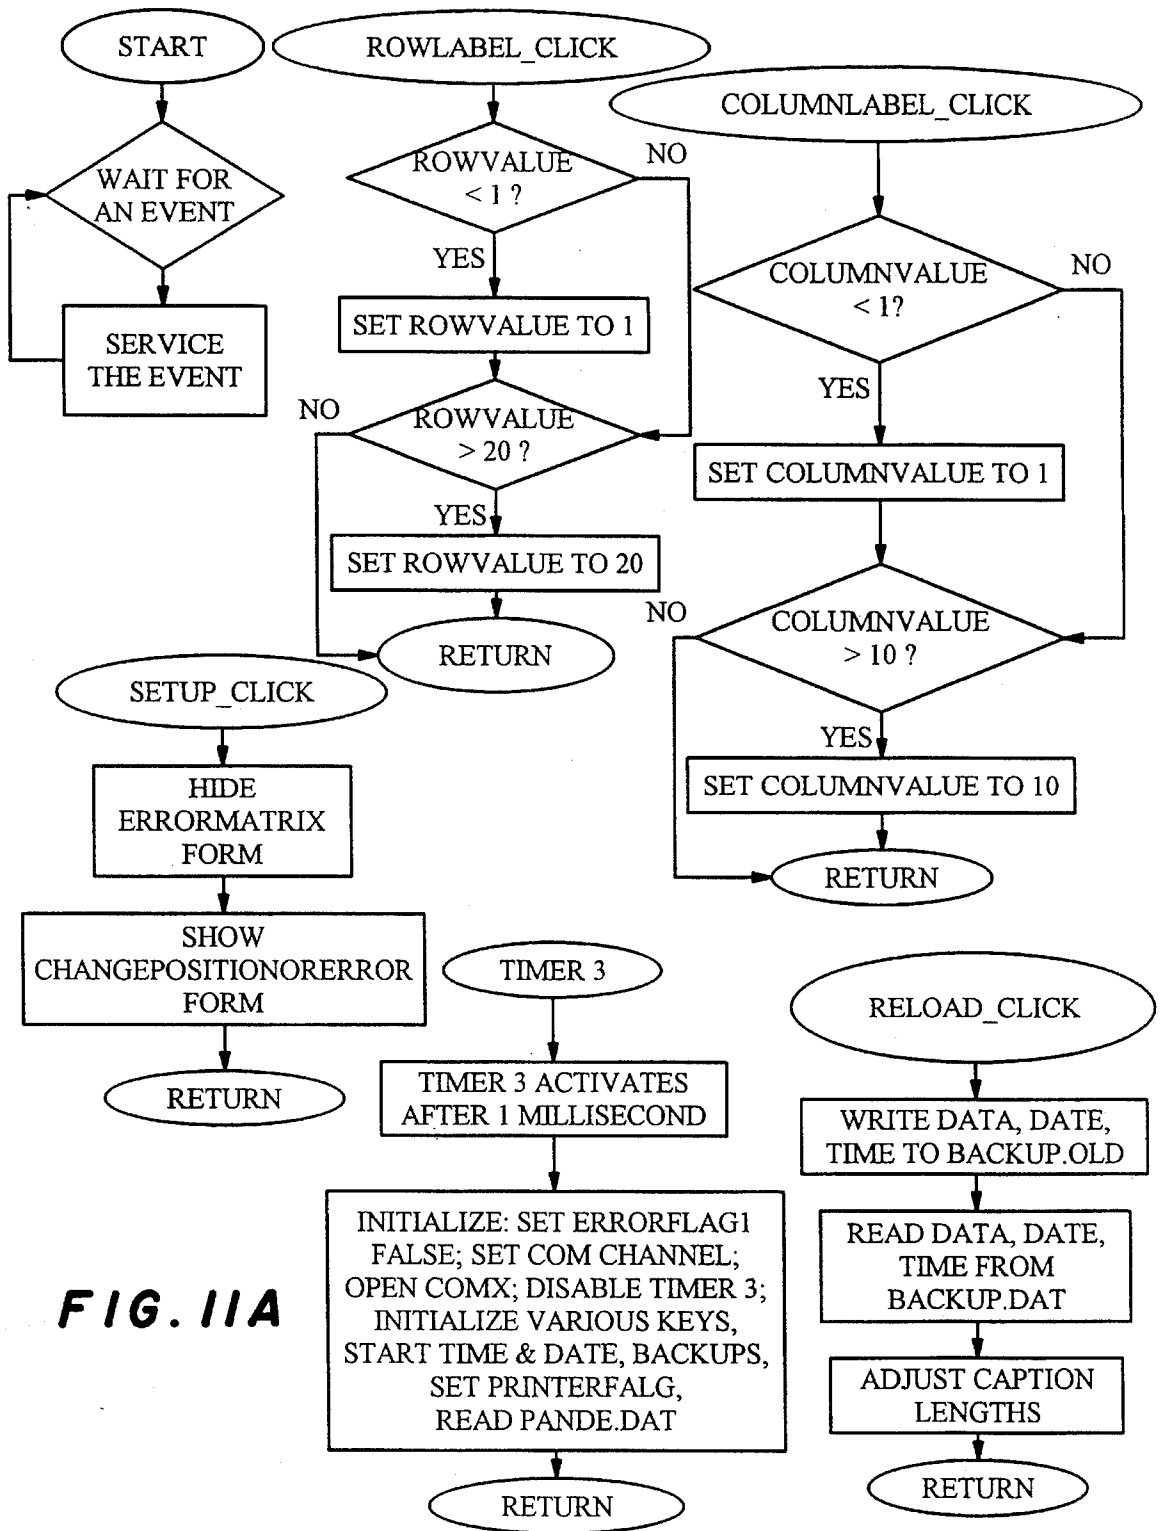 START
WAIT FOR
AN EVENT
SERVICE
THE EVENT
ROWLABEL_CLICK
ROWVALUE
< 1 ?
NO
YES
SET ROWVALUE TO 1
ROWVALUE
> 20 ?
NO
YES
SET ROWVALUE TO 20
RETURN
COLUMNLABEL_CLICK
COLUMNVALUE
< 1?
NO
YES
SET COLUMNVALUE TO 1
COLUMNVALUE
> 10 ?
NO
YES
SET COLUMNVALUE TO 10
RETURN
SETUP_CLICK
HIDE
ERRORMATRIX
FORM
SHOW
CHANGEPOSITIONORERROR
FORM
RETURN
TIMER 3
TIMER 3 ACTIVATES
AFTER 1 MILLISECOND
INITIALIZE: SET ERRORFLAG1
FALSE; SET COM CHANNEL;
OPEN COMX; DISABLE TIMER 3;
INITIALIZE VARIOUS KEYS,
START TIME & DATE, BACKUPS,
SET PRINTERFALG,
READ PANDE.DAT
RETURN
RELOAD_CLICK
WRITE DATA, DATE,
TIME TO BACKUP.OLD
READ DATA, DATE,
TIME FROM
BACKUP.DAT
ADJUST CAPTION
LENGTHS
RETURN
FIG. 11A